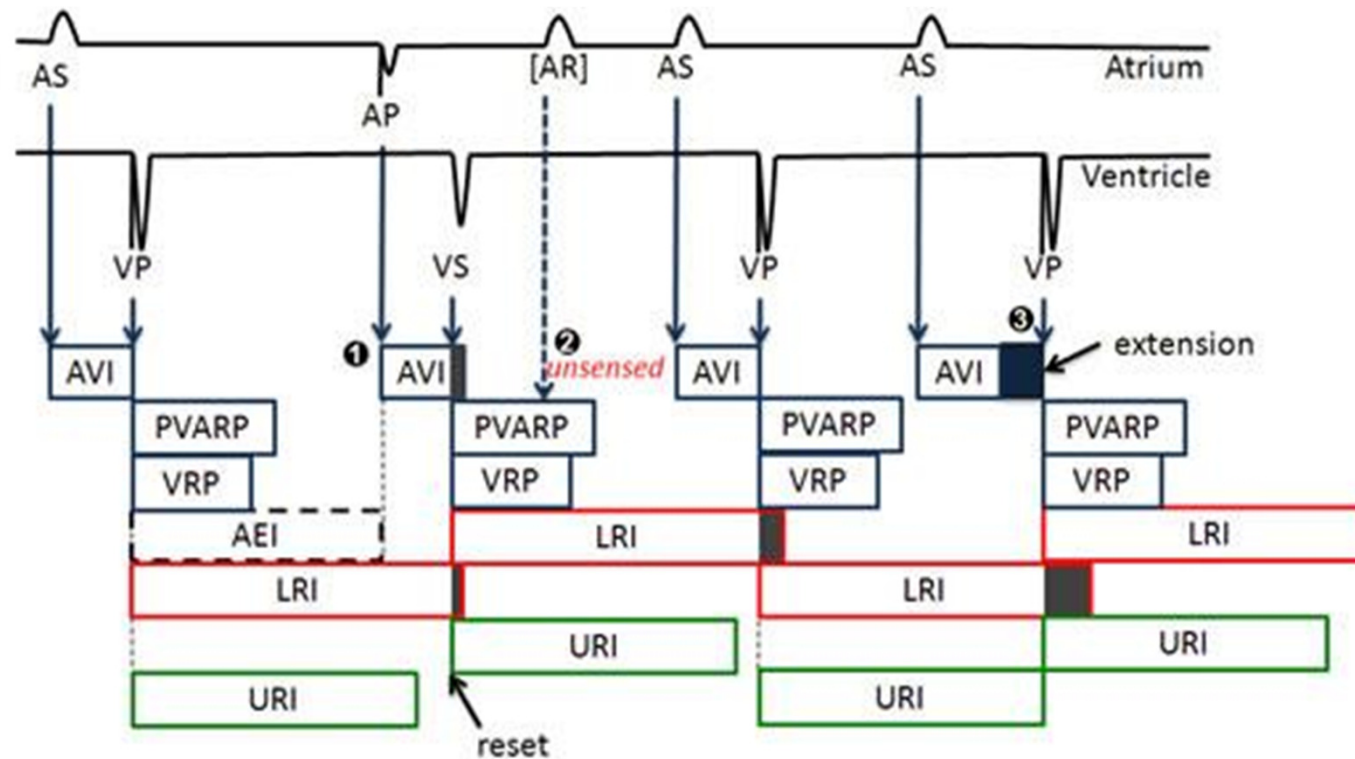 AS
AP
[AR]
AS
AS
Atrium
Ventricle
VP
VS
VP
VP
❶
❷
unsensed
❸
extension
AVI
AVI
AVI
AVI
PVARP
PVARP
PVARP
PVARP
VRP
VRP
VRP
VRP
AEI
LRI
LRI
LRI
LRI
URI
URI
URI
URI
reset